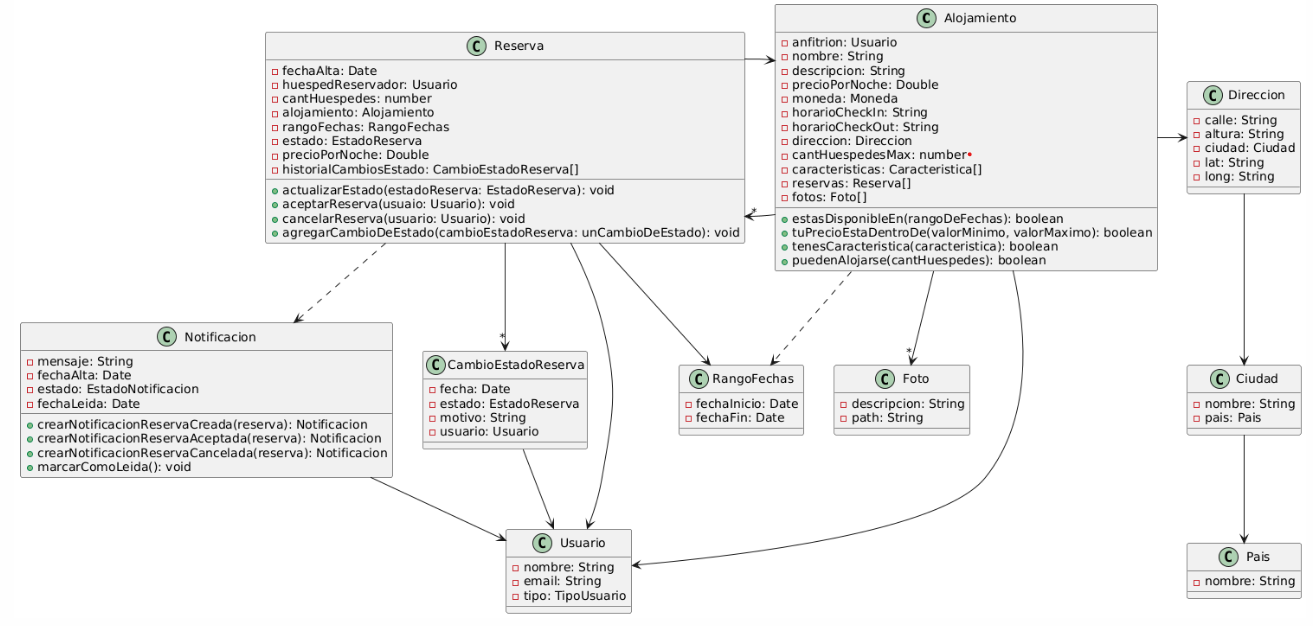 C Reserva
fechaAlta: Date
huespedReservador: Usuario
cantHuespedes: number
alojamiento: Alojamiento
rangoFechas: RangoFechas
estado: EstadoReserva
precioPorNoche: Double
historialCambiosEstado: CambioEstadoReserva[]
actualizarEstado(estadoReserva: EstadoReserva): void
aceptarReserva(usuaio: Usuario): void
cancelarReserva(usuario: Usuario): void
agregarCambioDeEstado(cambioEstadoReserva: unCambioDeEstado): void
C Alojamiento
anfitrion: Usuario
nombre: String
descripcion: String
precioPorNoche: Double
moneda: Moneda
horarioCheckIn: String
horarioCheckOut: String
direccion: Direccion
cantHuespedesMax: number
caracteristicas: Caracteristica[]
reservas: Reserva[]
fotos: Foto[]
estasDisponibleEn(rangoDeFechas): boolean
tuPrecioEstaDentroDe(valorMinimo, valorMaximo): boolean
tenesCaracteristica(caracteristica): boolean
puedenAlojarse(cantHuespedes): boolean
*
C Direccion
calle: String
altura: String
ciudad: Ciudad
lat: String
long: String
C Notificacion
mensaje: String
fechaAlta: Date
estado: EstadoNotificacion
fechaLeida: Date
crearNotificacionReservaCreada(reserva): Notificacion
crearNotificacionReservaAceptada(reserva): Notificacion
crearNotificacionReservaCancelada(reserva): Notificacion
marcarComoLeida(): void
*
C CambioEstadoReserva
fecha: Date
estado: EstadoReserva
motivo: String
usuario: Usuario
C RangoFechas
fechaInicio: Date
fechaFin: Date
*
C Foto
descripcion: String
path: String
C Ciudad
nombre: String
pais: Pais
C Usuario
nombre: String
email: String
tipo: TipoUsuario
C Pais
nombre: String